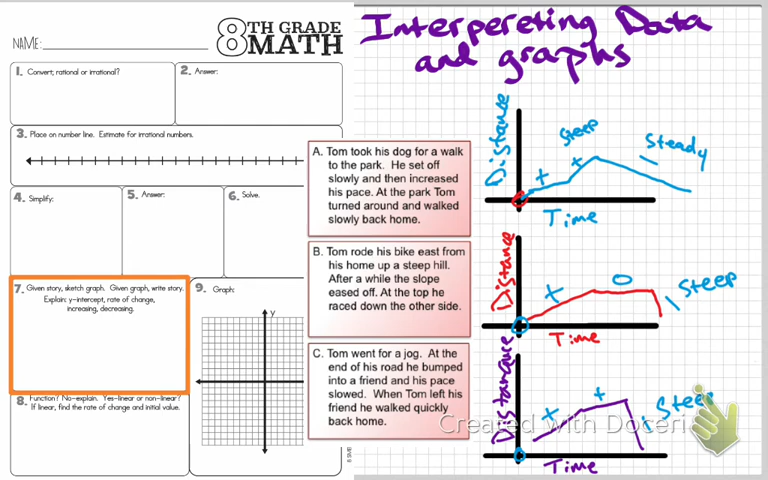 NAME:
8TH GRADE
MATH
1. Convert; rational or irrational?
2. Answer:
3. Place on number line. Estimate for irrational numbers.
4. Simplify:
5. Answer:
6. Solve.
7. Given story, sketch graph. Given graph, write story.
Explain: y-intercept, rate of change,
increasing, decreasing.
9. Graph:
y
8. Function? No-explain. Yes-linear or non-linear?
If linear, find the rate of change and initial value.
A. Tom took his dog for a walk
to the park. He set off
slowly and then increased
his pace. At the park Tom
turned around and walked
slowly back home.
B. Tom rode his bike east from
his home up a steep hill.
After a while the slope
eased off. At the top he
raced down the other side.
C. Tom went for a jog. At the
end of his road he bumped
into a friend and his pace
slowed. When Tom left his
friend he walked quickly
back home.
Interpereting Data
and graphs
Distance
+
steep
+
- Steady
Time
Distance
+
0
- Steep
Time
Distanque
+
+
- Steep
Time
Created with Doceri